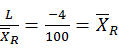 L/X̅_R = -4/100 = X̅_R